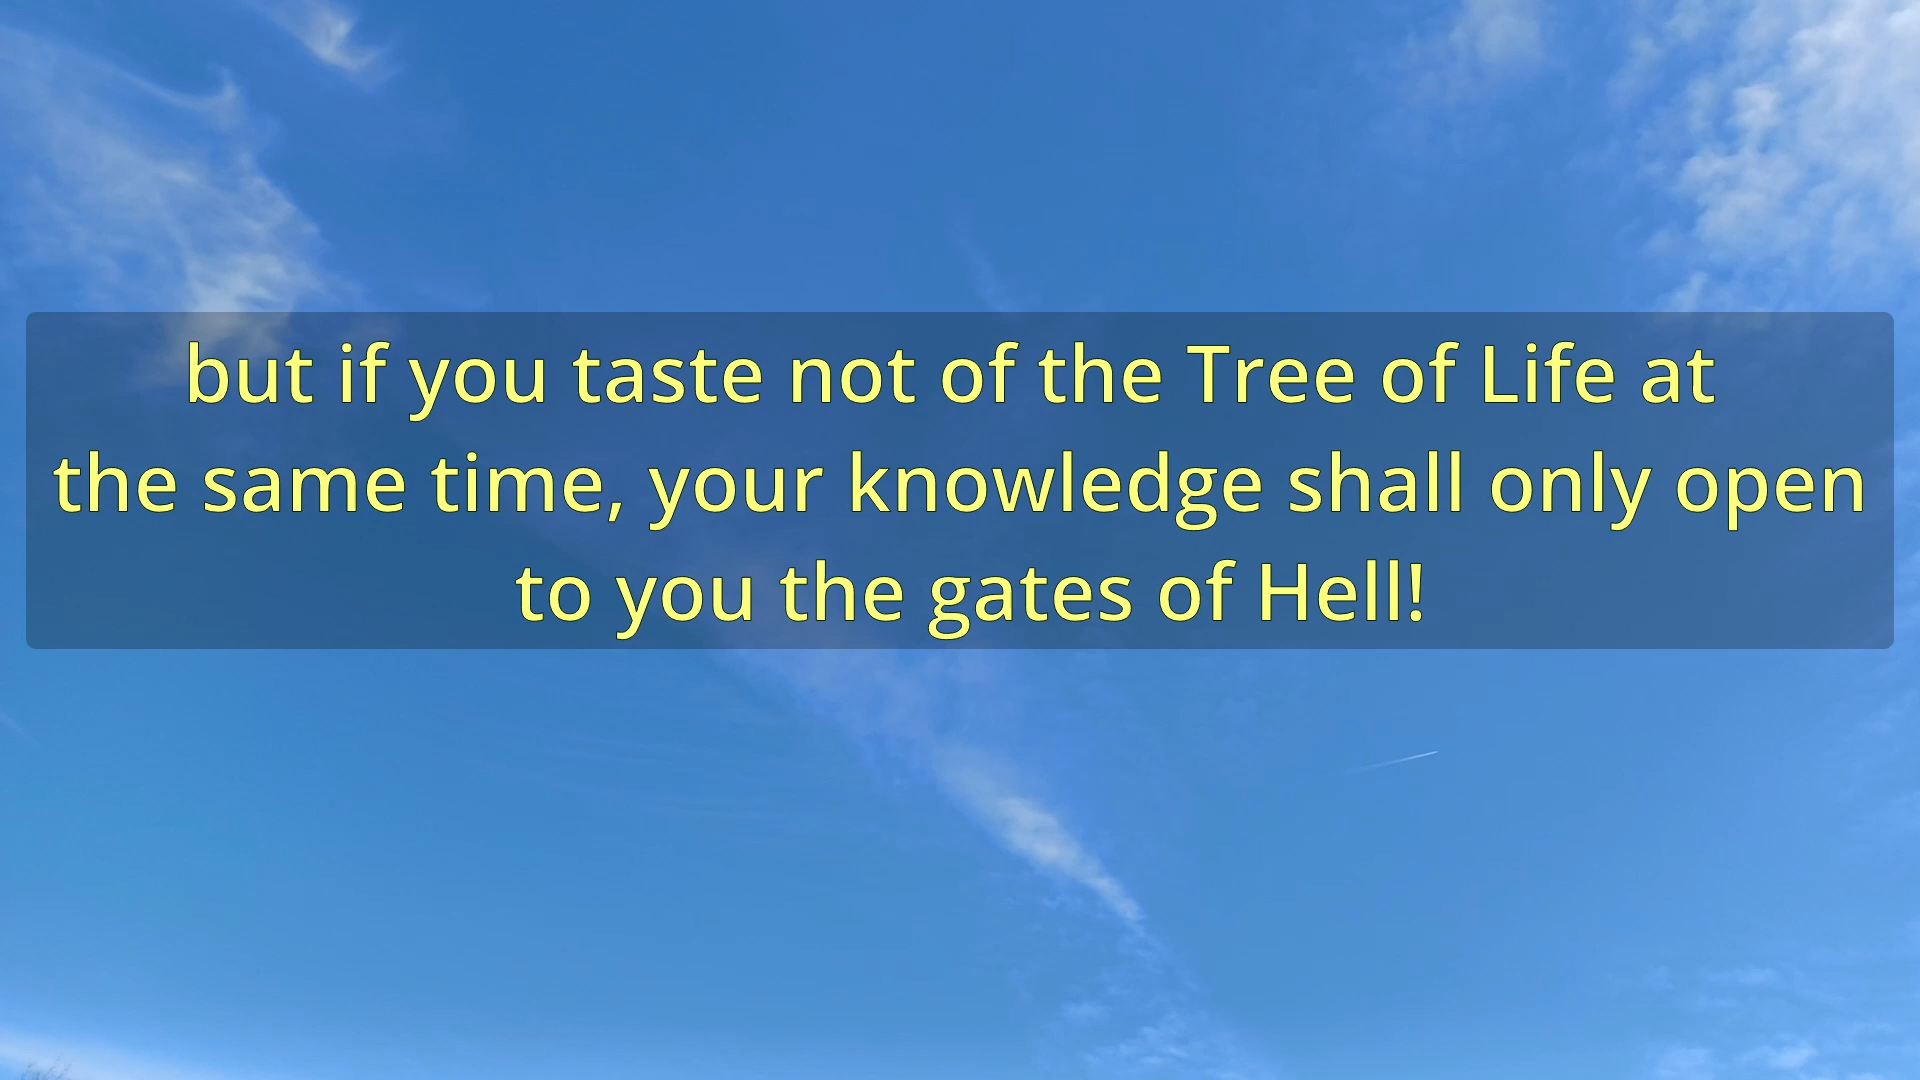 but if you taste not of the Tree of Life at
the same time, your knowledge shall only open
to you the gates of Hell!